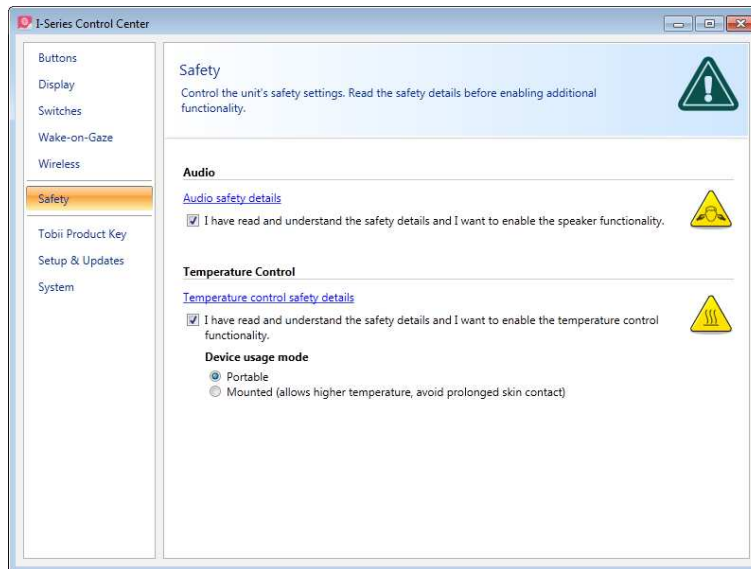 I-Series Control Center
Buttons
Display
Switches
Wake-on-Gaze
Wireless
Safety
Tobii Product Key
Setup & Updates
System
Safety
Control the unit's safety settings. Read the safety details before enabling additional
functionality.
Audio
Audio safety details
I have read and understand the safety details and I want to enable the speaker functionality.
Temperature Control
Temperature control safety details
I have read and understand the safety details and I want to enable the temperature control
functionality.
Device usage mode
Portable
Mounted (allows higher temperature, avoid prolonged skin contact)